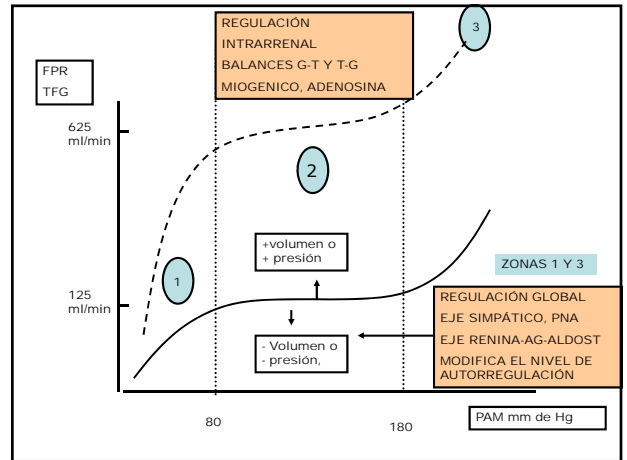 REGULACIÓN
INTRARRENAL
BALANCES G-T Y T-G
MIOGENICO, ADENOSINA
3
FPR
TFG
625
ml/min
2
1
+volumen o
+ presión
ZONAS 1 Y 3
125
ml/min
REGULACIÓN GLOBAL
EJE SIMPÁTICO, PNA
EJE RENINA-AG-ALDOST
MODIFICA EL NIVEL DE
AUTORREGULACIÓN
- Volumen o
- presión,
80
180
PAM mm de Hg